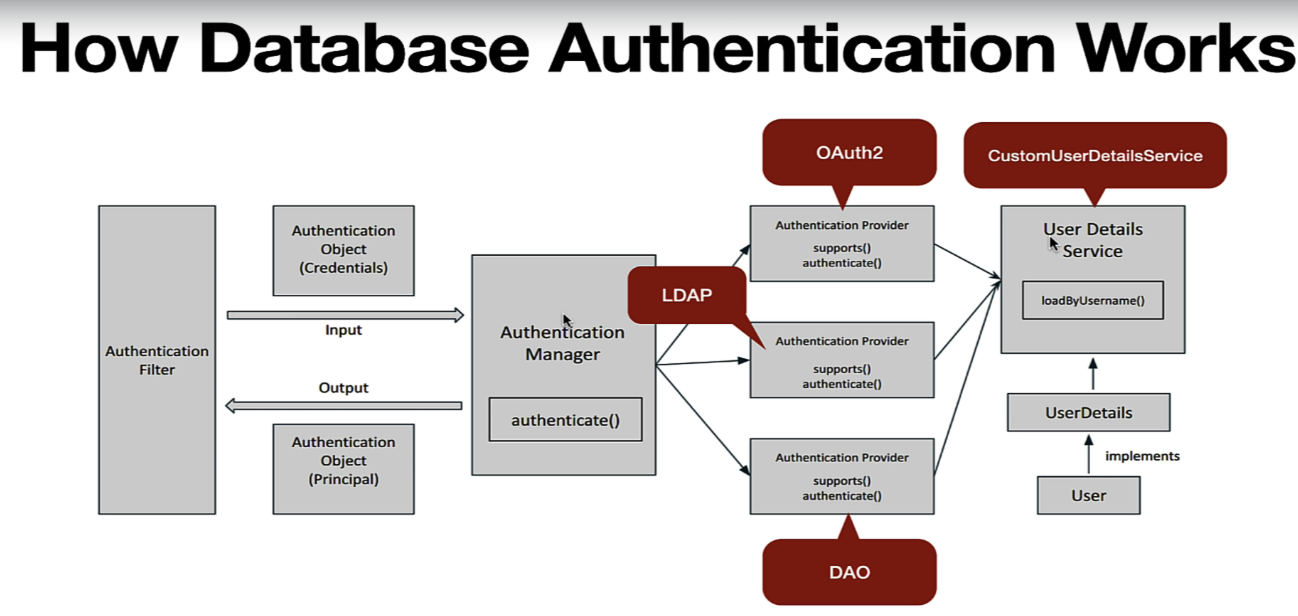 How Database Authentication Works
OAuth2
CustomUserDetailsService
Authentication
Object
(Credentials)
Input
Output
Authentication
Object
(Principal)
Authentication
Filter
Authentication
Manager
authenticate()
LDAP
Authentication Provider
supports()
authenticate()
Authentication Provider
supports()
authenticate()
Authentication Provider
supports()
authenticate()
DAO
User Details
Service
loadByUsername()
UserDetails
implements
User